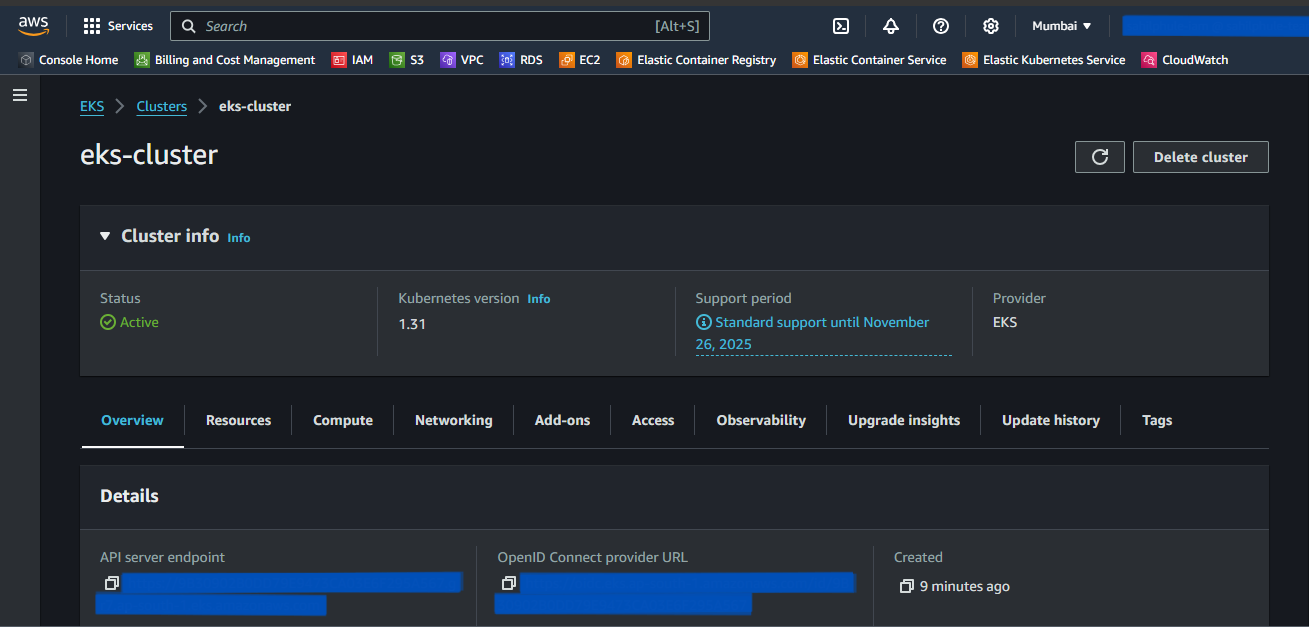 aws Services Search [Alt+S] Mumbai
Console Home Billing and Cost Management IAM S3 VPC RDS EC2 Elastic Container Registry Elastic Container Service Elastic Kubernetes Service CloudWatch
EKS Clusters eks-cluster
eks-cluster
Delete cluster
Cluster info Info
Status Kubernetes version Info Support period Provider
Active 1.31 Standard support until November EKS
26, 2025
Overview Resources Compute Networking Add-ons Access Observability Upgrade insights Update history Tags
Details
API server endpoint OpenID Connect provider URL Created
9 minutes ago